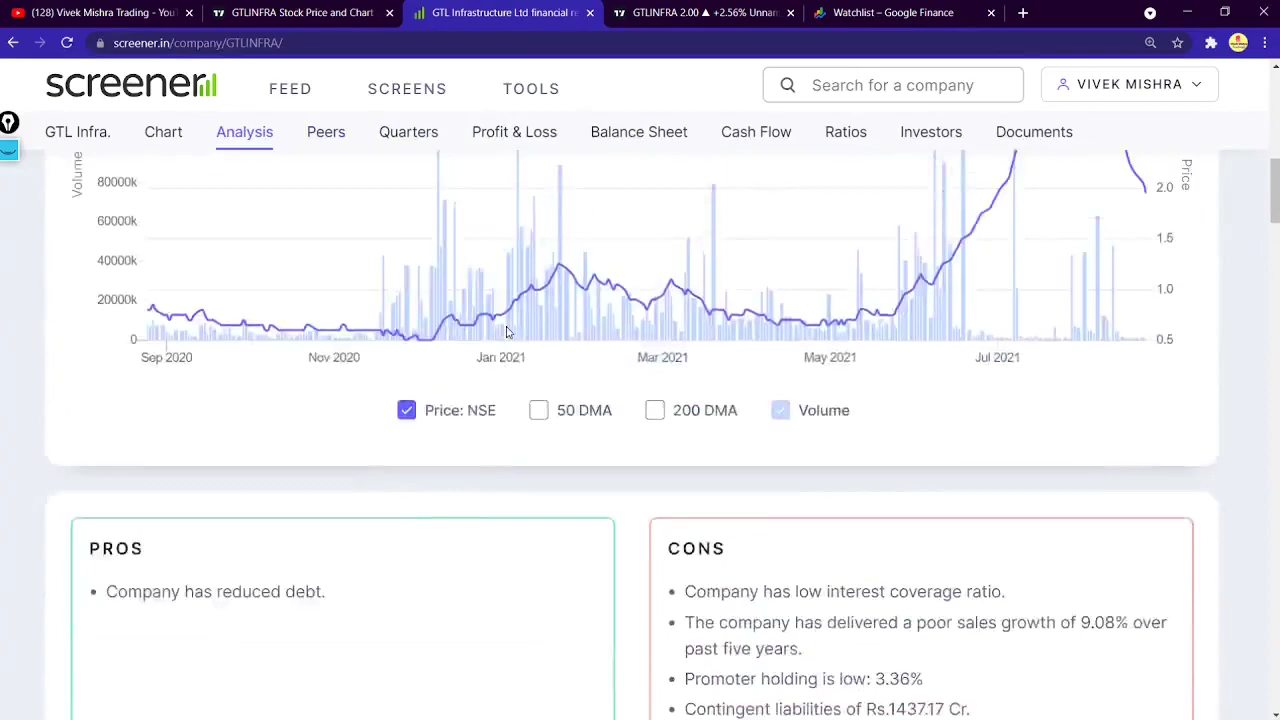 (128) Vivek Mishra Trading - You
GTLINFRA Stock Price and Chart
GTL Infrastructure Ltd financial re
GTLINFRA 2.00 ▲ +2.56% Unnam
Watchlist – Google Finance
screener.in/company/GTLINFRA/
screener
FEED
SCREENS
TOOLS
Search for a company
VIVEK MISHRA
GTL Infra.
Chart
Analysis
Peers
Quarters
Profit & Loss
Balance Sheet
Cash Flow
Ratios
Investors
Documents
Volume
80000k
60000k
40000k
20000k
0
Price
2.0
1.5
1.0
0.5
Sep 2020
Nov 2020
Jan 2021
Mar 2021
May 2021
Jul 2021
Price: NSE
50 DMA
200 DMA
Volume
PROS
• Company has reduced debt.
CONS
• Company has low interest coverage ratio.
• The company has delivered a poor sales growth of 9.08% over
past five years.
• Promoter holding is low: 3.36%
• Contingent liabilities of Rs.1437.17 Cr.